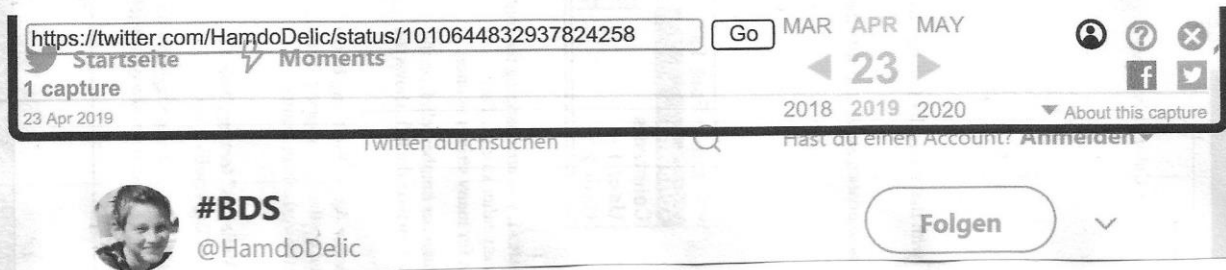 https://twitter.com/HamdoDelic/status/1010644832937824258 Go MAR APR MAY
Startseite Moments 23
1 capture
23 Apr 2019 2018 2019 2020 About this capture
Twitter durchsuchen Hast du einen Account? Anmelden
#BDS
@HamdoDelic
Folgen